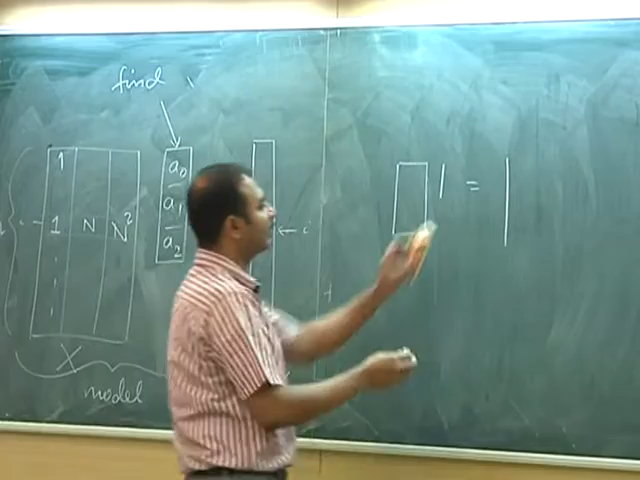 find
1
a0
a1
a2
1 N N²
← i
=
X
model